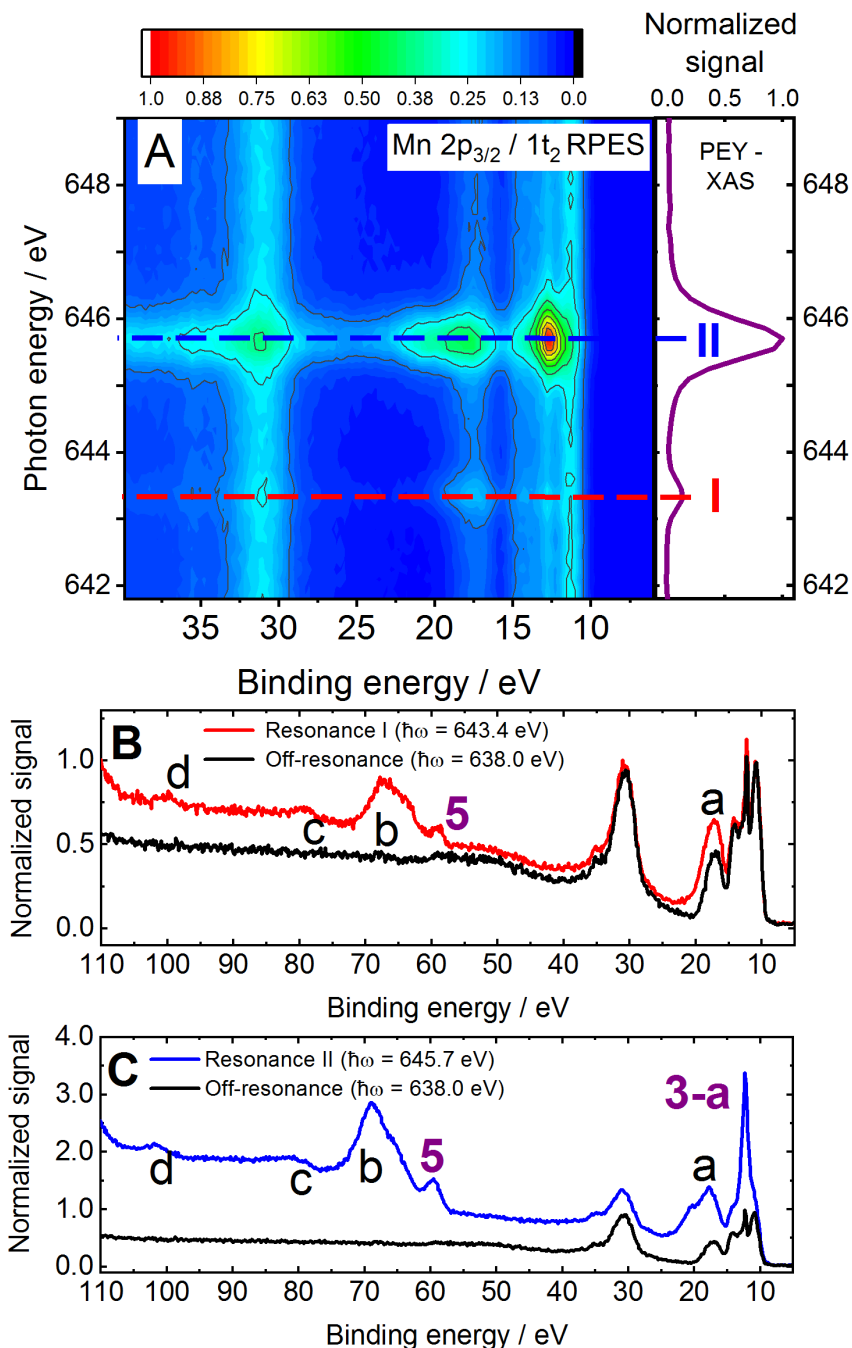 Normalized
signal
0.0 0.5 1.0
1.0 0.88 0.75 0.63 0.50 0.38 0.25 0.13 0.0
A
Mn 2p3/2 / 1t2 RPES
PEY -
XAS
Photon energy / eV
648
646
644
642
648
646
644
642
II
I
35 30 25 20 15 10
Binding energy / eV
B
Resonance I (ħω = 643.4 eV)
Off-resonance (ħω = 638.0 eV)
Normalized signal
1.0
0.5
0.0
d
c
b
5
a
110 100 90 80 70 60 50 40 30 20 10
Binding energy / eV
C
Resonance II (ħω = 645.7 eV)
Off-resonance (ħω = 638.0 eV)
Normalized signal
4.0
3.0
2.0
1.0
0.0
d
c
b
5
3-a
a
110 100 90 80 70 60 50 40 30 20 10
Binding energy / eV